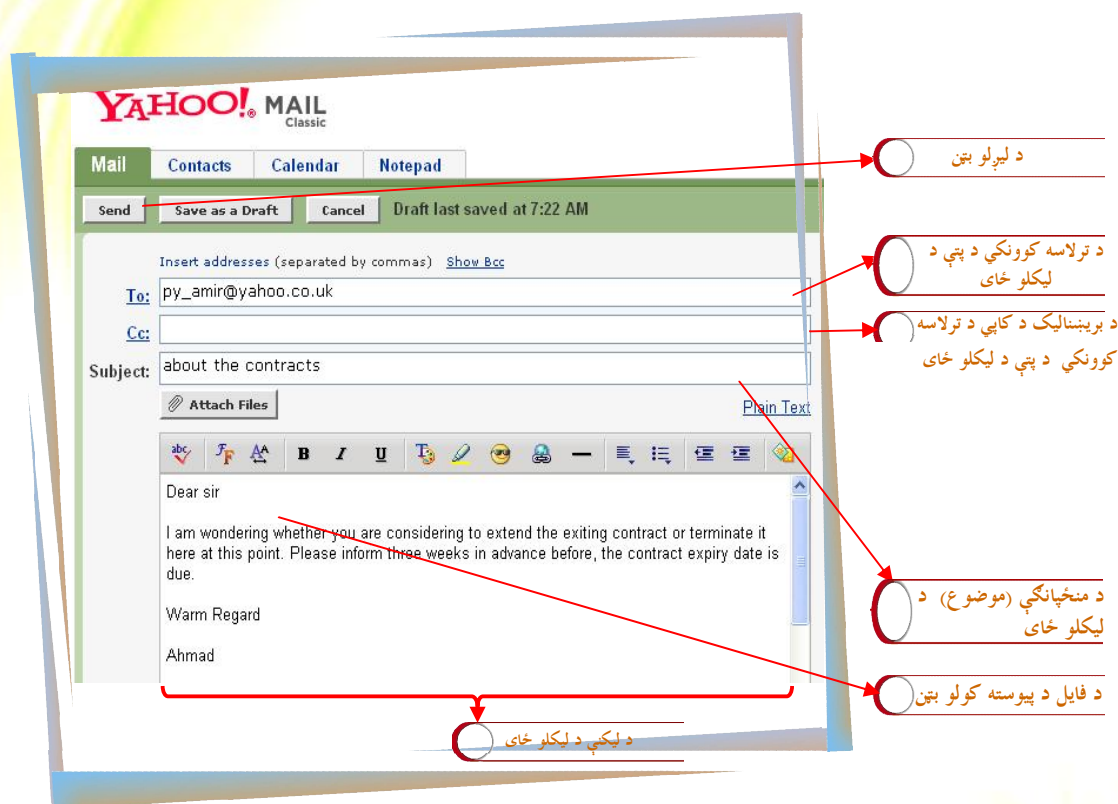 YAHOO!® MAIL
Classic
Mail Contacts Calendar Notepad
Send Save as a Draft Cancel Draft last saved at 7:22 AM
Insert addresses (separated by commas) Show Bcc
To: py_amir@yahoo.co.uk
Cc:
Subject: about the contracts
Attach Files Plain Text
abc B I U
Dear sir
I am wondering whether you are considering to extend the exiting contract or terminate it
here at this point. Please inform three weeks in advance before, the contract expiry date is
due.
Warm Regard
Ahmad
د لیږلو بټن
د ترلاسه کوونکي د پتې د
لیکلو ځای
د بریښنالیک د کاپي د ترلاسه
کوونکي د پتې د لیکلو ځای
د منځپانګې (موضوع) د
لیکلو ځای
د فایل د پیوسته کولو بټن
د لیکنې د لیکلو ځای